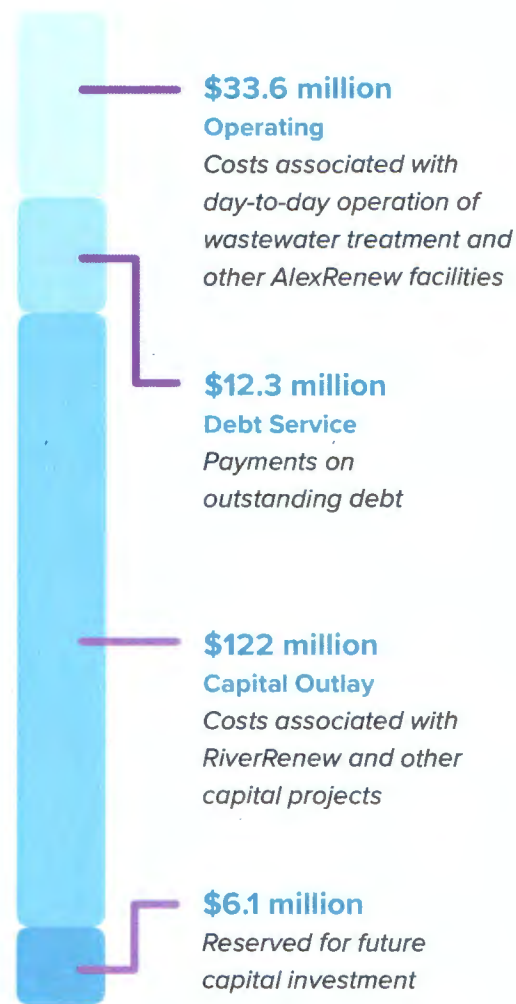 $33.6 million
Operating
Costs associated with
day-to-day operation of
wastewater treatment and
other AlexRenew facilities
$12.3 million
Debt Service
Payments on
outstanding debt
$122 million
Capital Outlay
Costs associated with
RiverRenew and other
capital projects
$6.1 million
Reserved for future
capital investment